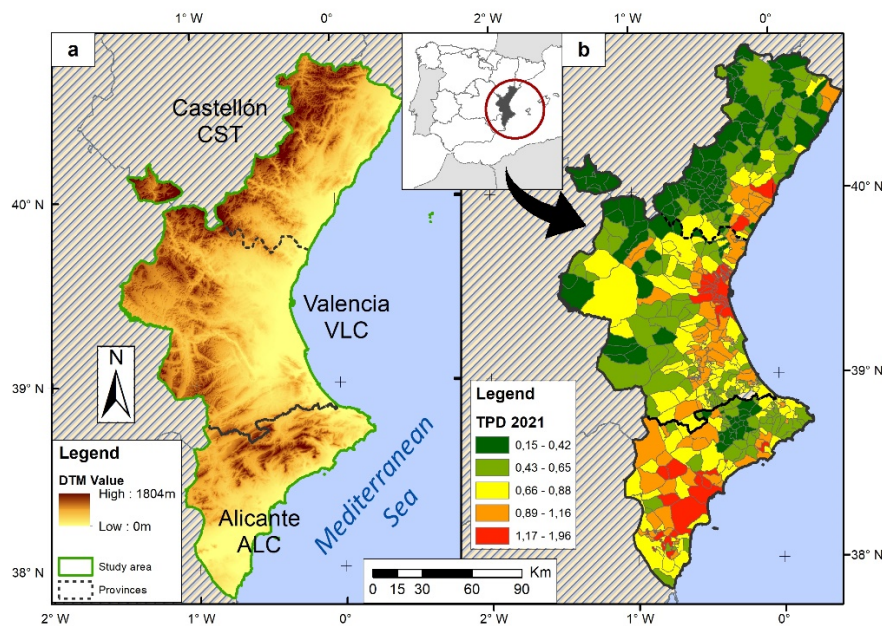 1° W
0°
2° W
1° W
0°
a
b
Castellón
CST
40° N
40° N
Valencia
VLC
N
39° N
39° N
Legend
DTM Value
High : 1804m
Low : 0m
Study area
Provinces
Alicante
ALC
Mediterranean
Sea
Legend
TPD 2021
0,15 - 0,42
0,43 - 0,65
0,66 - 0,88
0,89 - 1,16
1,17 - 1,96
38° N
38° N
Km
0 15 30 60 90
2° W
1° W
0°
2° W
1° W
0°